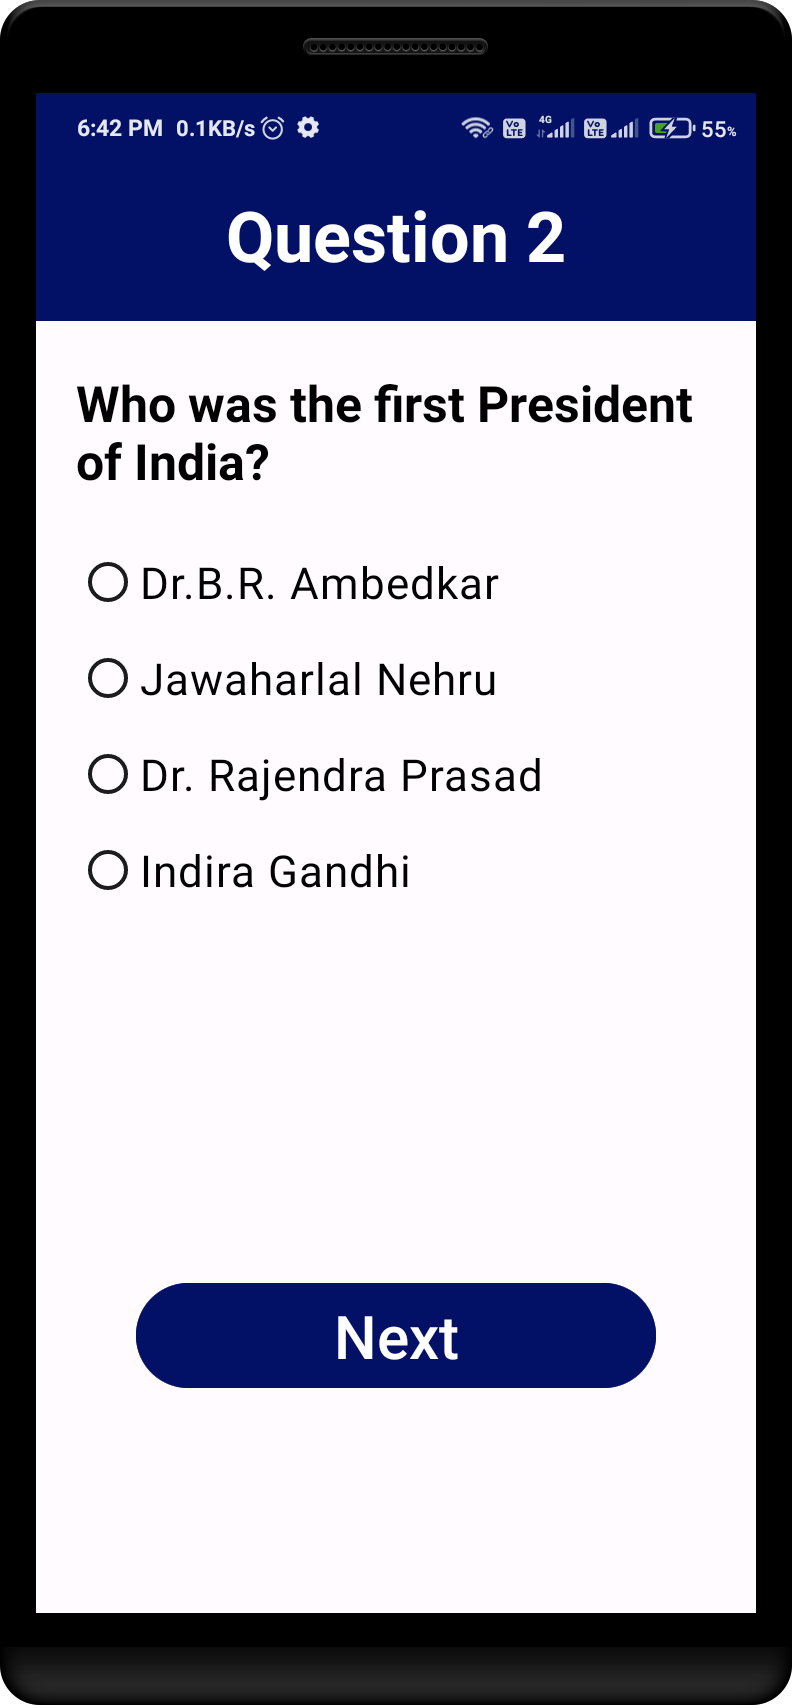 6:42 PM 0.1KB/s Vo LTE 4G Vo LTE 55%
Question 2
Who was the first President
of India?
Dr.B.R. Ambedkar
Jawaharlal Nehru
Dr. Rajendra Prasad
Indira Gandhi
Next